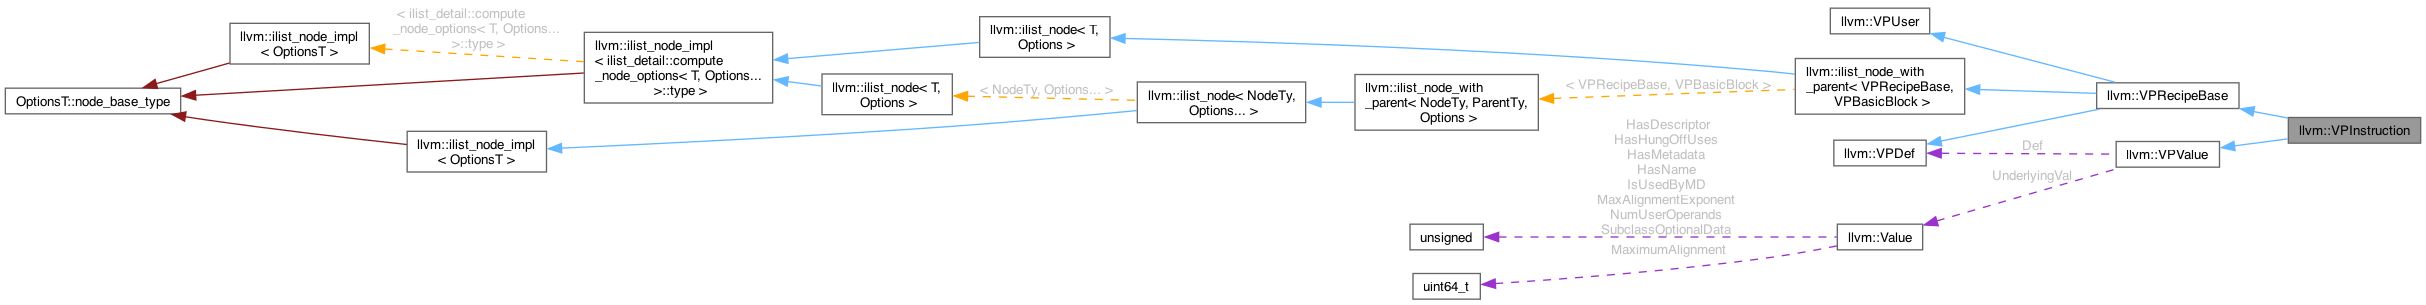 OptionsT::node_base_type
llvm::ilist_node_impl
< OptionsT >
< ilist_detail::compute
_node_options< T, Options...
>::type >
llvm::ilist_node_impl
< OptionsT >
llvm::ilist_node_impl
< ilist_detail::compute
_node_options< T, Options...
>::type >
llvm::ilist_node< T,
Options >
llvm::ilist_node< T,
Options >
< NodeTy, Options... >
llvm::ilist_node< NodeTy,
Options... >
llvm::ilist_node_with
_parent< NodeTy, ParentTy,
Options >
< VPRecipeBase, VPBasicBlock >
llvm::ilist_node_with
_parent< VPRecipeBase,
VPBasicBlock >
llvm::VPUser
llvm::VPRecipeBase
llvm::VPInstruction
llvm::VPDef
Def
llvm::VPValue
UnderlyingVal
HasDescriptor
HasHungOffUses
HasMetadata
HasName
IsUsedByMD
MaxAlignmentExponent
NumUserOperands
SubclassOptionalData
unsigned
llvm::Value
MaximumAlignment
uint64_t